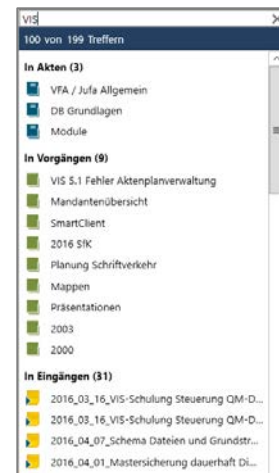 VIS
100 von 199 Treffern
In Akten (3)
VFA / Jufa Allgemein
DB Grundlagen
Module
In Vorgängen (9)
VIS 5.1 Fehler Aktenplanverwaltung
Mandantenübersicht
SmartClient
2016 SfK
Planung Schriftverkehr
Mappen
Präsentationen
2003
2000
In Eingängen (31)
2016_03_16_VIS-Schulung Steuerung QM-D...
2016_03_16_VIS-Schulung Steuerung QM-D...
2016_04_07_Schema Dateien und Grundstr...
2016_04_01_Mastersicherung dauerhaft Di...